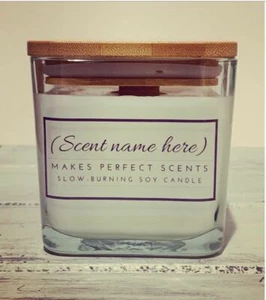 (Scent name here)
MAKES PERFECT SCENTS
SLOW-BURNING SOY CANDLE